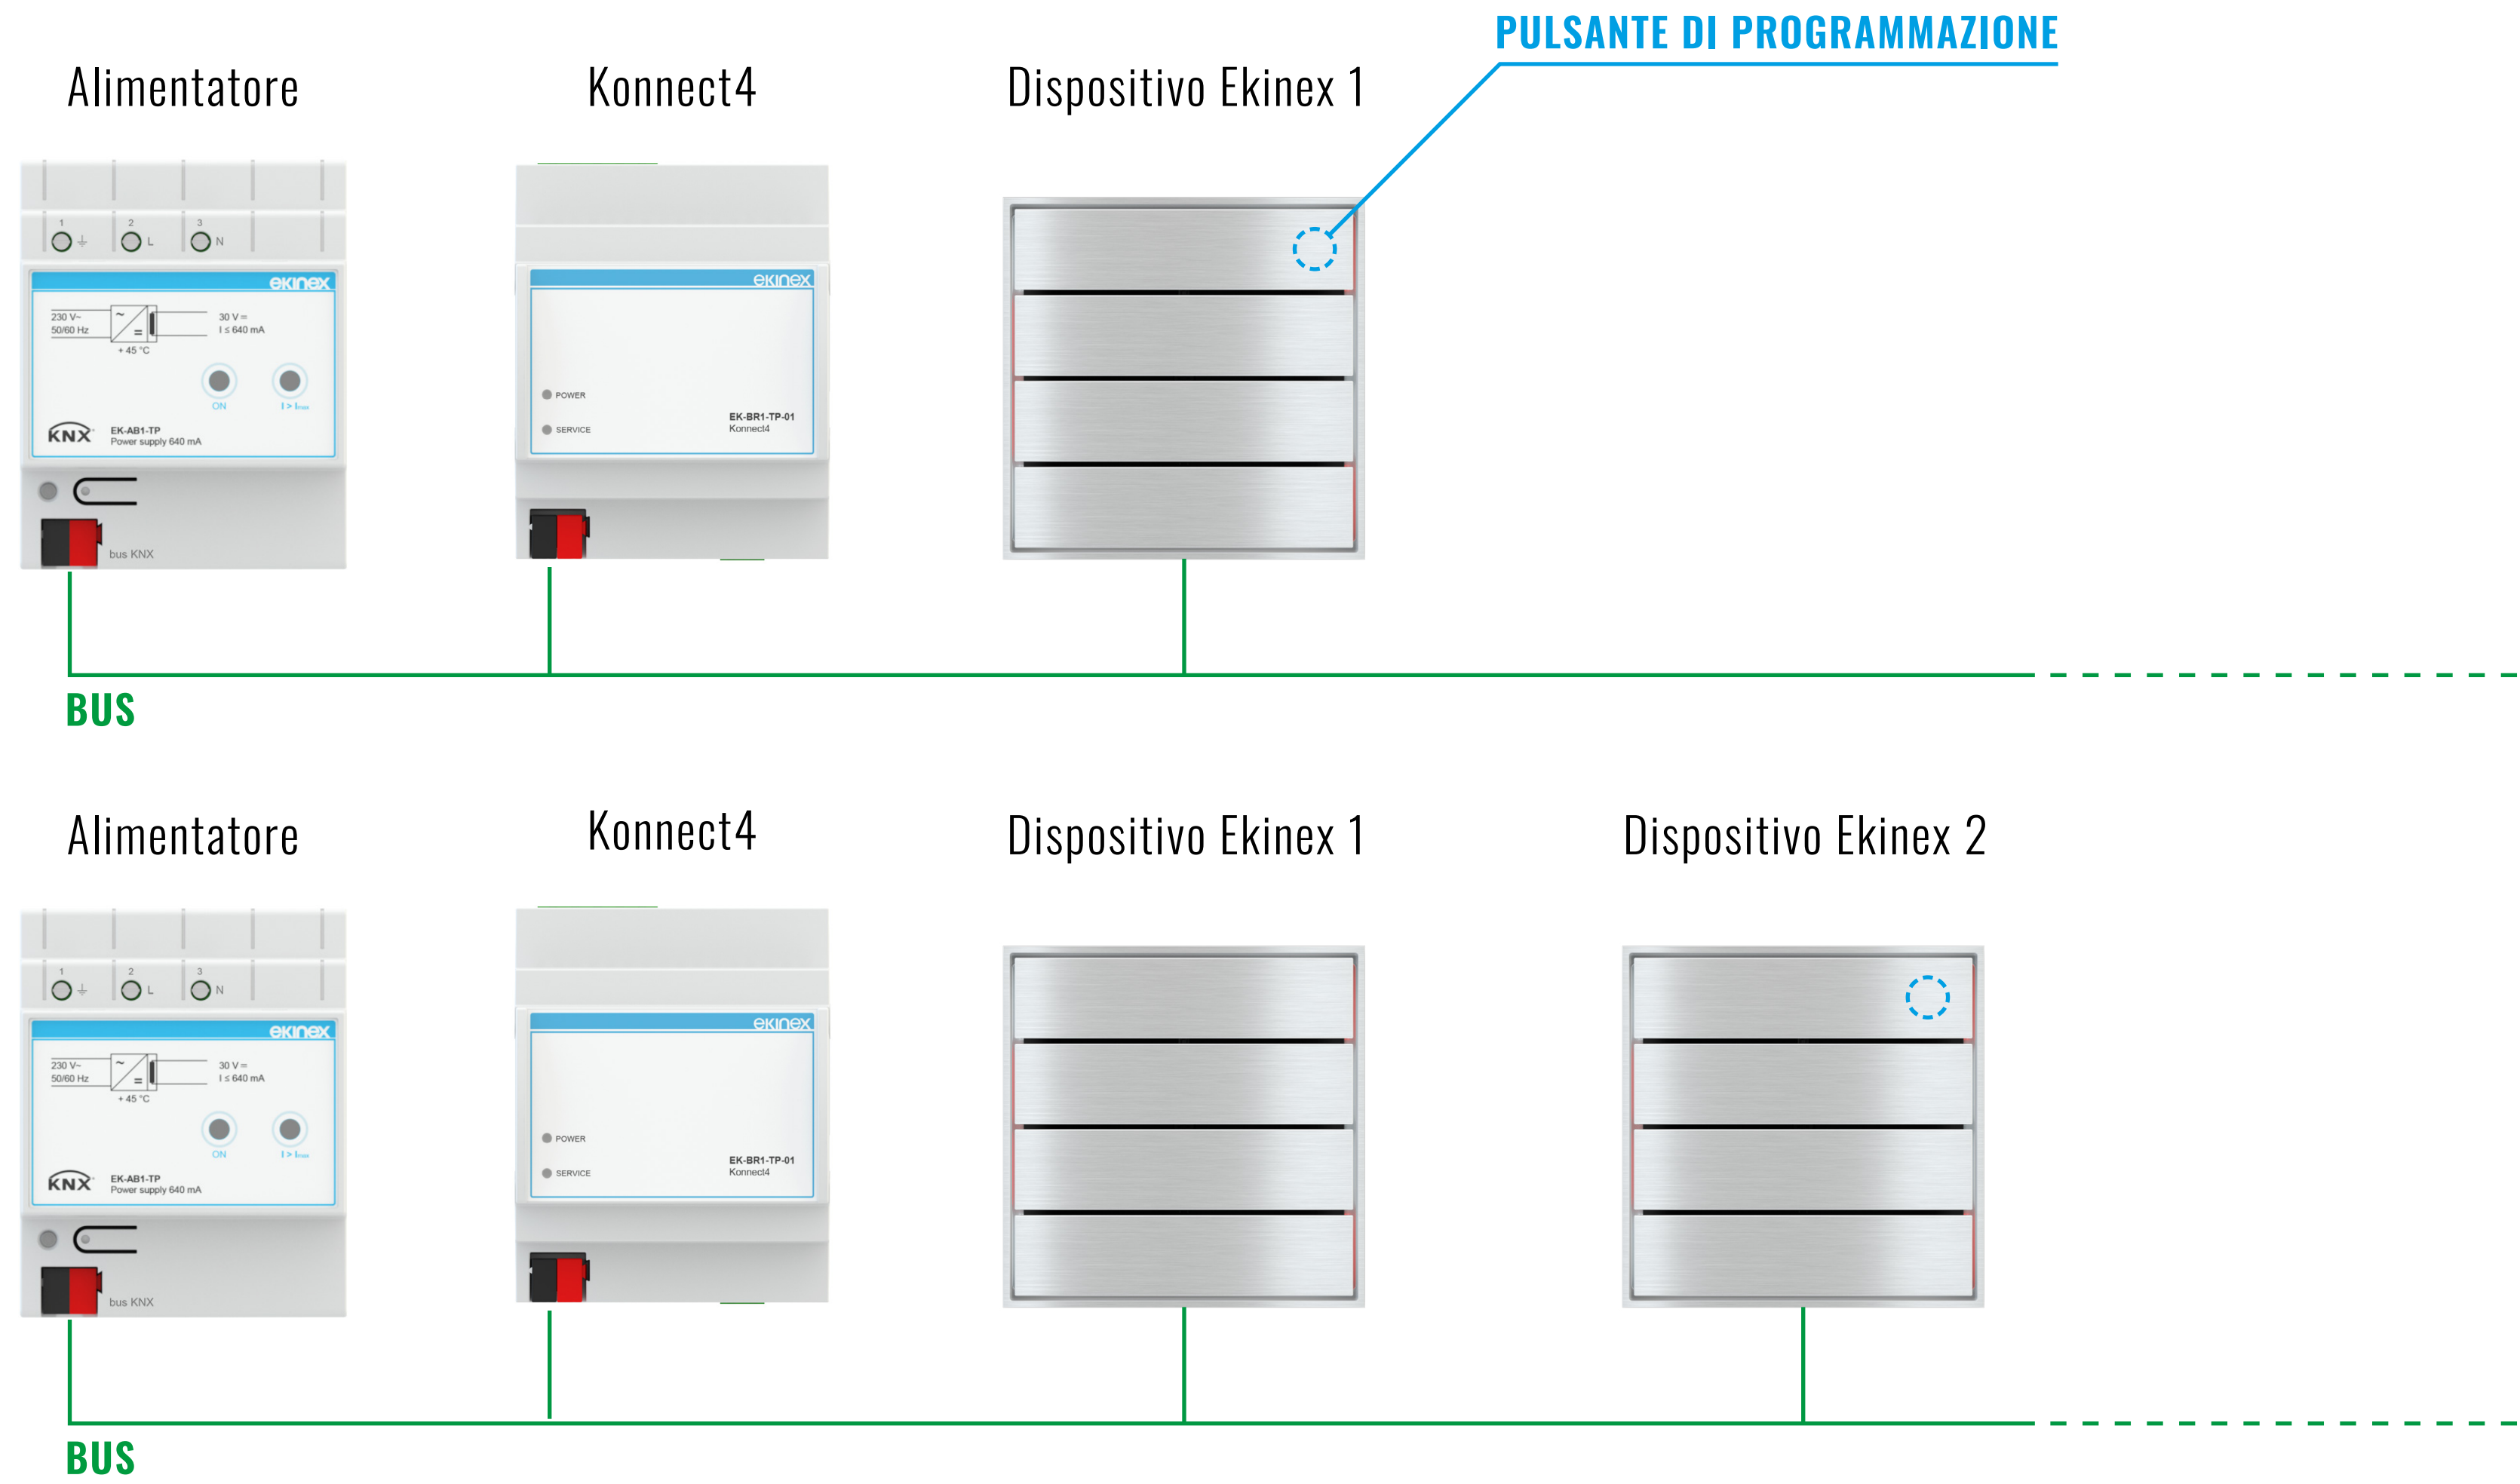 PULSANTE DI PROGRAMMAZIONE
Alimentatore
Konnect4
Dispositivo Ekinex 1
1 2 3
L N
ekinex
230 V~
50/60 Hz
~
=
30 V =
I ≤ 640 mA
+ 45 °C
ON
I > Imax
KNX
EK-AB1-TP
Power supply 640 mA
bus KNX
ekinex
POWER
SERVICE
EK-BR1-TP-01
Konnect4
BUS
Alimentatore
Konnect4
Dispositivo Ekinex 1
Dispositivo Ekinex 2
1 2 3
L N
ekinex
230 V~
50/60 Hz
~
=
30 V =
I ≤ 640 mA
+ 45 °C
ON
I > Imax
KNX
EK-AB1-TP
Power supply 640 mA
bus KNX
ekinex
POWER
SERVICE
EK-BR1-TP-01
Konnect4
BUS